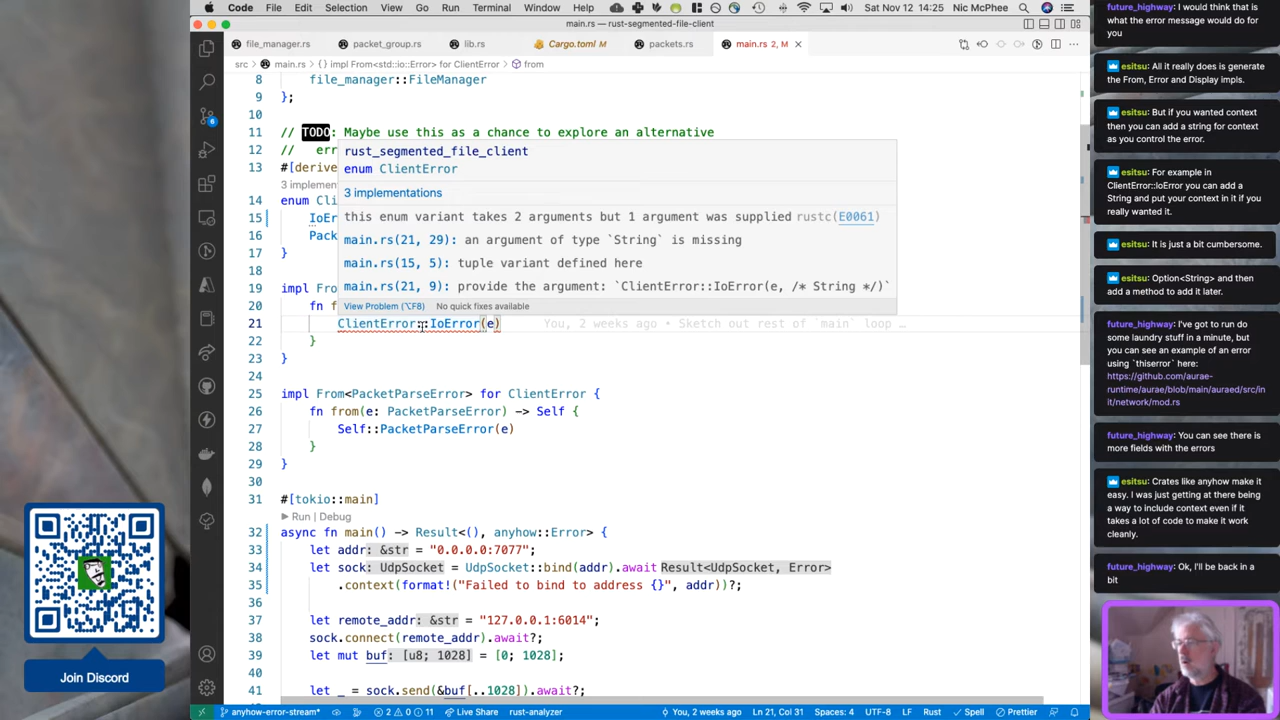 Code File Edit Selection View Go Run Terminal Window Help Sat Nov 12 14:25 Nic McPhee
main.rs — rust-segmented-file-client
file_manager.rs packet_group.rs lib.rs Cargo.toml M packets.rs main.rs 2, M
src > main.rs > {} impl From<std::io::Error> for ClientError > from
8 file_manager::FileManager
9 };
10
11 // TODO: Maybe use this as a chance to explore an alternative
12 // err
13 #[derive
3 implement
14 enum Cli
15 IoEr
16 Pack
17 }
18
19 impl Fro
20 fn f
21 ClientError::IoError(e) You, 2 weeks ago • Sketch out rest of `main` loop …
22 }
23 }
24
25 impl From<PacketParseError> for ClientError {
26 fn from(e: PacketParseError) -> Self {
27 Self::PacketParseError(e)
28 }
29 }
30
31 #[tokio::main]
Run | Debug
32 async fn main() -> Result<(), anyhow::Error> {
33 let addr: &str = "0.0.0.0:7077";
34 let sock: UdpSocket = UdpSocket::bind(addr).await Result<UdpSocket, Error>
35 .context(format!("Failed to bind to address {}", addr))?;
36
37 let remote_addr: &str = "127.0.0.1:6014";
38 sock.connect(remote_addr).await?;
39 let mut buf: [u8; 1028] = [0; 1028];
40
41 let _ = sock.send(&buf[..1028]).await?;
rust_segmented_file_client
enum ClientError
3 implementations
this enum variant takes 2 arguments but 1 argument was supplied rustc(E0061)
main.rs(21, 29): an argument of type `String` is missing
main.rs(15, 5): tuple variant defined here
main.rs(21, 9): provide the argument: `ClientError::IoError(e, /* String */)`
View Problem (⌥F8) No quick fixes available
6
anyhow-error-stream* 2 0 11 Live Share rust-analyzer You, 2 weeks ago Ln 21, Col 31 Spaces: 4 UTF-8 LF Rust Spell Prettier
Join Discord
future_highway: I would think that is
what the error message would do for
you
esitsu: All it really does is generate
the From, Error and Display impls.
esitsu: But if you wanted context
then you can add a string for context
as you control the error.
esitsu: For example in
ClientError::IoError you can add a
String and put your context in it if you
really wanted it.
esitsu: It is just a bit cumbersome.
esitsu: Option<String> and then
add a method to add it later.
future_highway: I've got to run do
some laundry stuff in a minute, but
you can see an example of an error
using `thiserror` here:
https://github.com/aurae-
runtime/aurae/blob/main/auraed/src/in
it/network/mod.rs
future_highway: You can see there is
more fields with the errors
esitsu: Crates like anyhow make it
easy. I was just getting at there being
a way to include context even if it
takes a lot of code to make it work
cleanly.
future_highway: Ok, I'll be back in a
bit